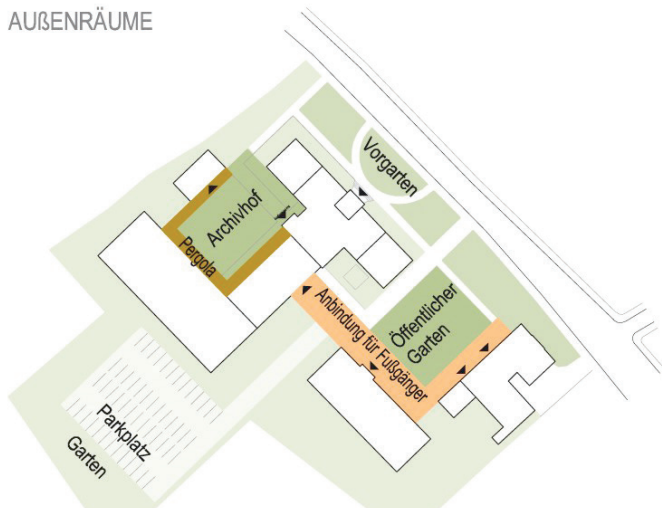 AUßENRÄUME
Vorgarten
Archivhof
Pergola
Anbindung für Fußgänger
Öffentlicher
Garten
Parkplatz
Garten